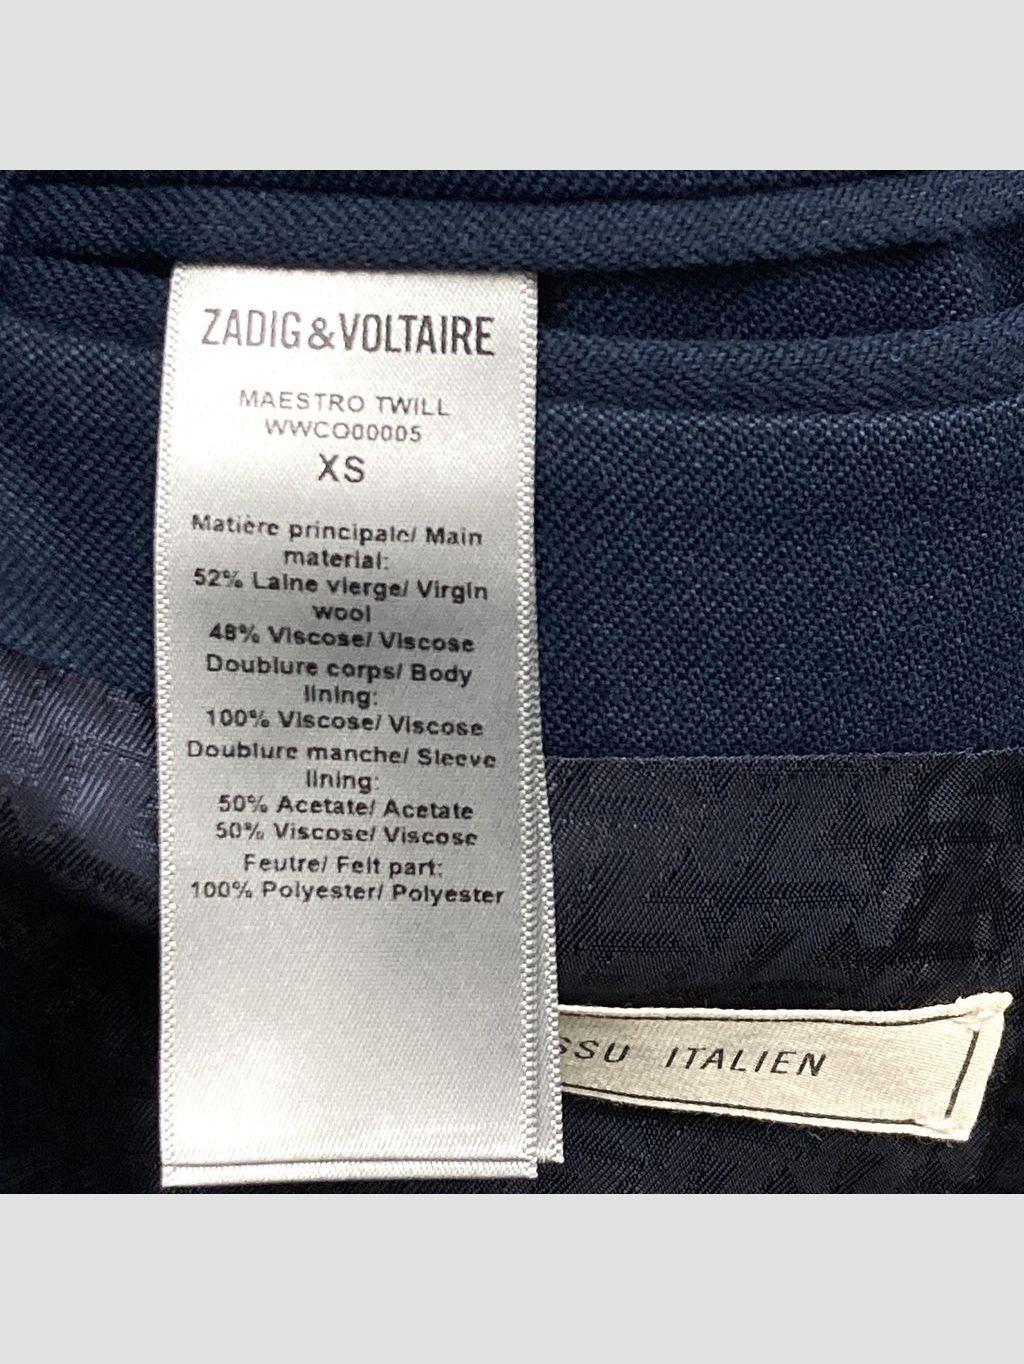 ZADIG&VOLTAIRE
MAESTRO TWILL
WWCO00005
XS
Matière principale/ Main
material:
52% Laine vierge/ Virgin
wool
48% Viscose/ Viscose
Doublure corps/ Body
lining:
100% Viscose/ Viscose
Doublure manche/ Sleeve
lining:
50% Acetate/ Acetate
50% Viscose/ Viscose
Feutre/ Felt part:
100% Polyester/ Polyester
SSU ITALIEN